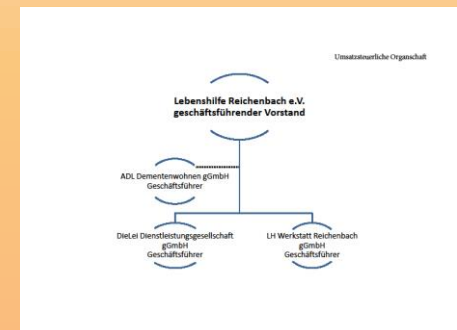 Umsatzsteuerliche Organschaft
Lebenshilfe Reichenbach e.V.
geschäftsführender Vorstand
ADL Dementenwohnen gGmbH
Geschäftsführer
DieLei Dienstleistungsgesellschaft
gGmbH
Geschäftsführer
LH Werkstatt Reichenbach
gGmbH
Geschäftsführer